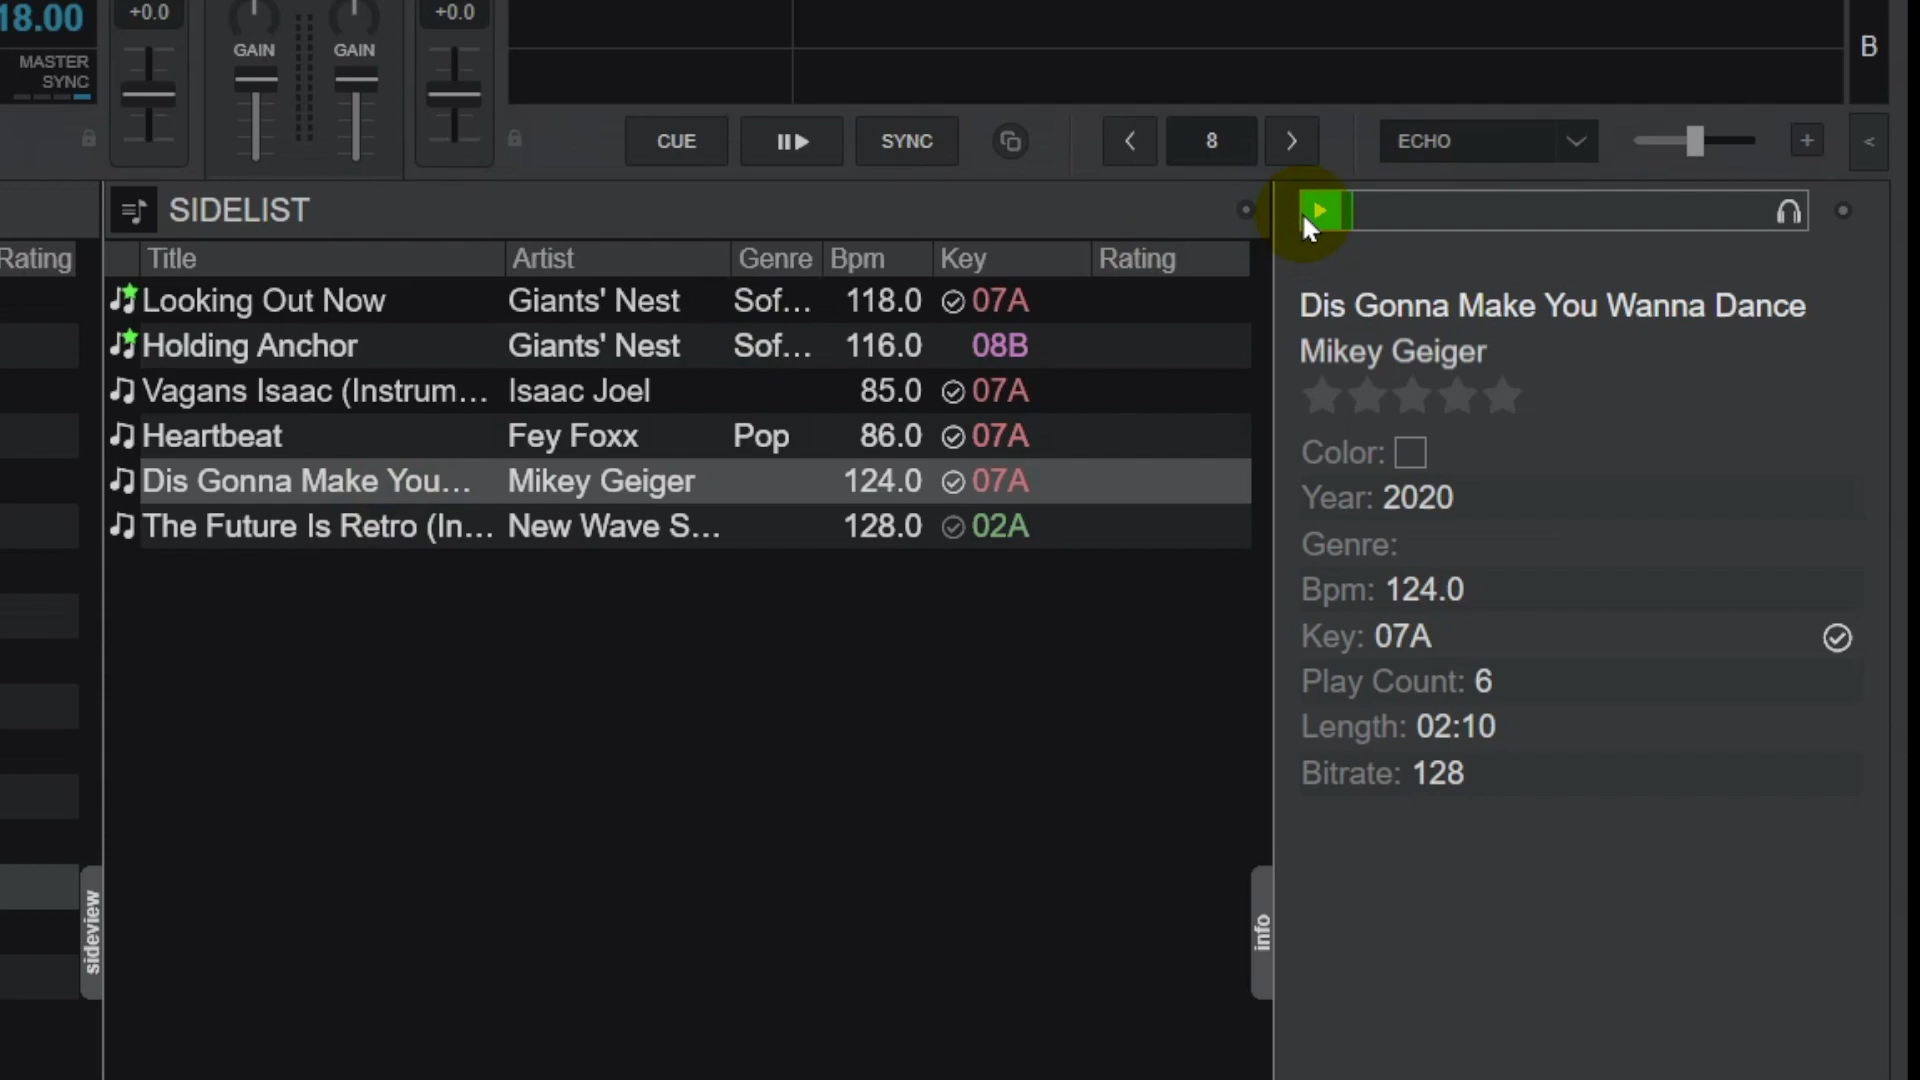 18.00
MASTER
SYNC
+0.0
GAIN
GAIN
+0.0
B
CUE
SYNC
<
8
>
ECHO
+
<
Rating
SIDELIST
Title Artist Genre Bpm Key Rating
Looking Out Now Giants' Nest Sof... 118.0 07A
Holding Anchor Giants' Nest Sof... 116.0 08B
Vagans Isaac (Instrum... Isaac Joel 85.0 07A
Heartbeat Fey Foxx Pop 86.0 07A
Dis Gonna Make You... Mikey Geiger 124.0 07A
The Future Is Retro (In... New Wave S... 128.0 02A
sideview
info
Dis Gonna Make You Wanna Dance
Mikey Geiger
Color:
Year: 2020
Genre:
Bpm: 124.0
Key: 07A
Play Count: 6
Length: 02:10
Bitrate: 128